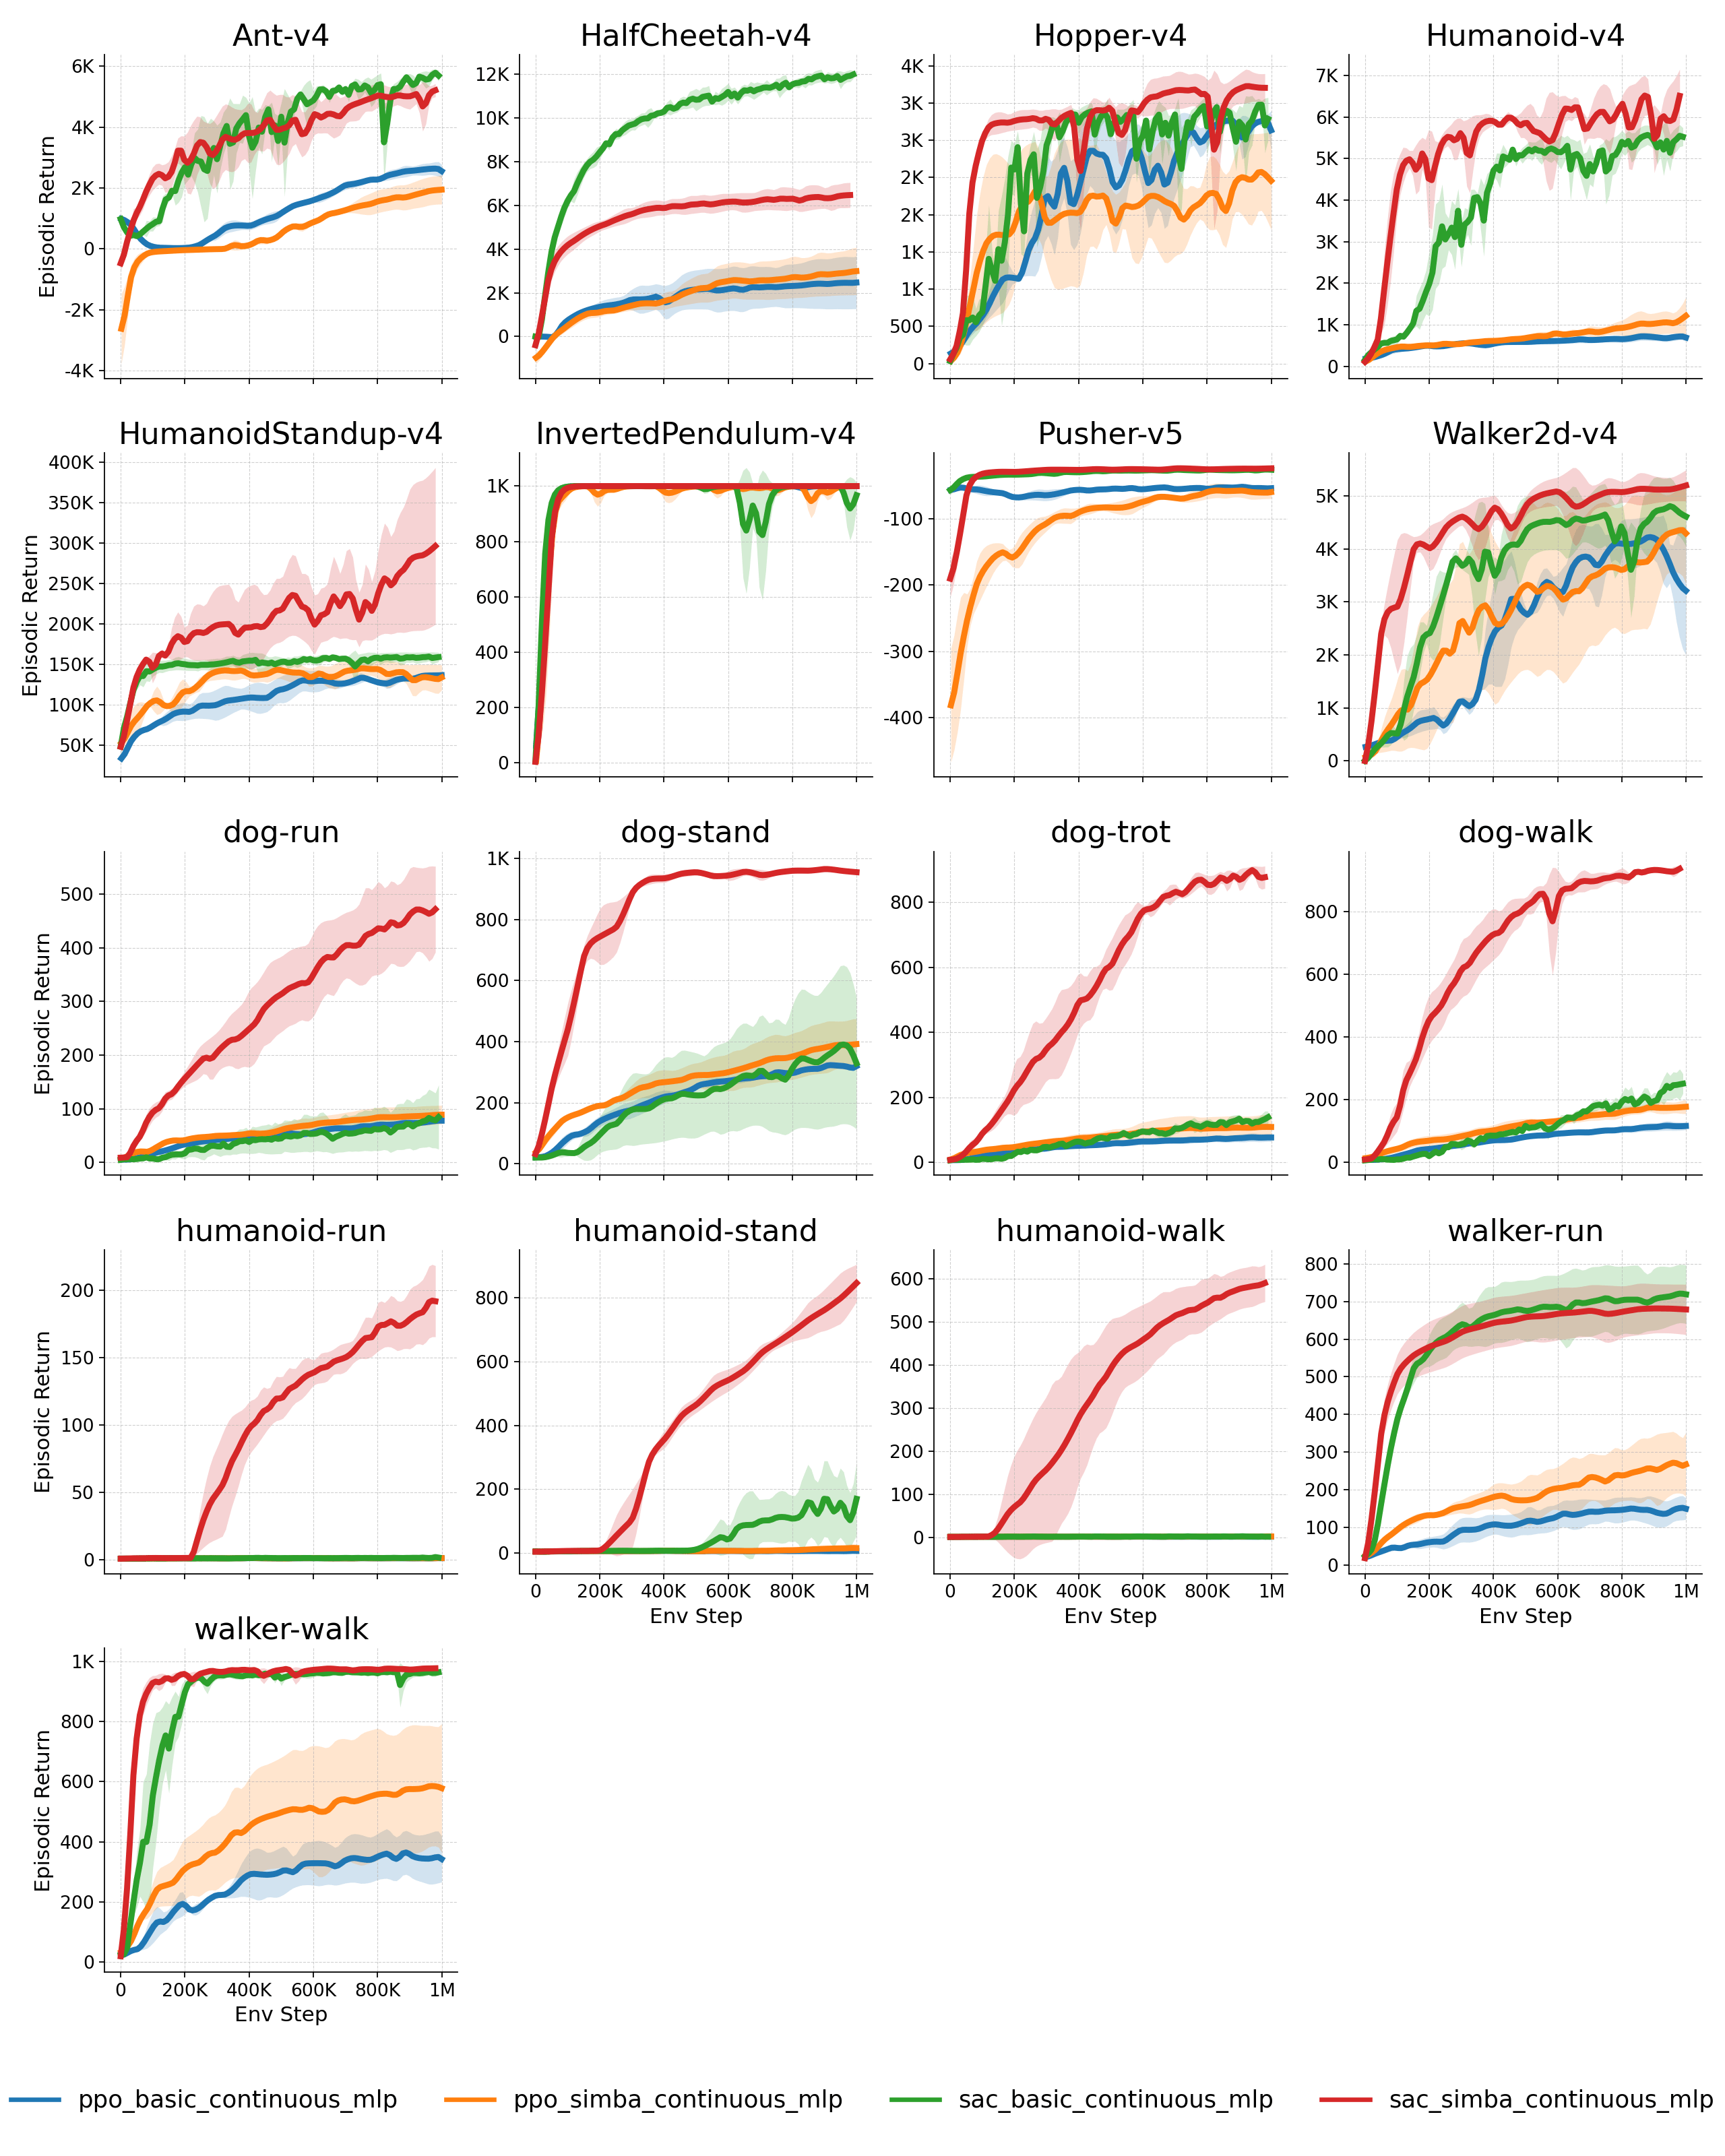 Ant-v4
HalfCheetah-v4
Hopper-v4
Humanoid-v4
6K
4K
2K
0
-2K
-4K
Episodic Return
12K
10K
8K
6K
4K
2K
0
4K
3K
3K
2K
2K
1K
1K
500
0
7K
6K
5K
4K
3K
2K
1K
0
HumanoidStandup-v4
InvertedPendulum-v4
Pusher-v5
Walker2d-v4
400K
350K
300K
250K
200K
150K
100K
50K
Episodic Return
1K
800
600
400
200
0
-100
-200
-300
-400
5K
4K
3K
2K
1K
0
dog-run
dog-stand
dog-trot
dog-walk
500
400
300
200
100
0
Episodic Return
1K
800
600
400
200
0
800
600
400
200
0
800
600
400
200
0
humanoid-run
humanoid-stand
humanoid-walk
walker-run
200
150
100
50
0
Episodic Return
800
600
400
200
0
0 200K 400K 600K 800K 1M
Env Step
600
500
400
300
200
100
0
0 200K 400K 600K 800K 1M
Env Step
800
700
600
500
400
300
200
100
0
0 200K 400K 600K 800K 1M
Env Step
walker-walk
1K
800
600
400
200
0
Episodic Return
0 200K 400K 600K 800K 1M
Env Step
ppo_basic_continuous_mlp
ppo_simba_continuous_mlp
sac_basic_continuous_mlp
sac_simba_continuous_mlp